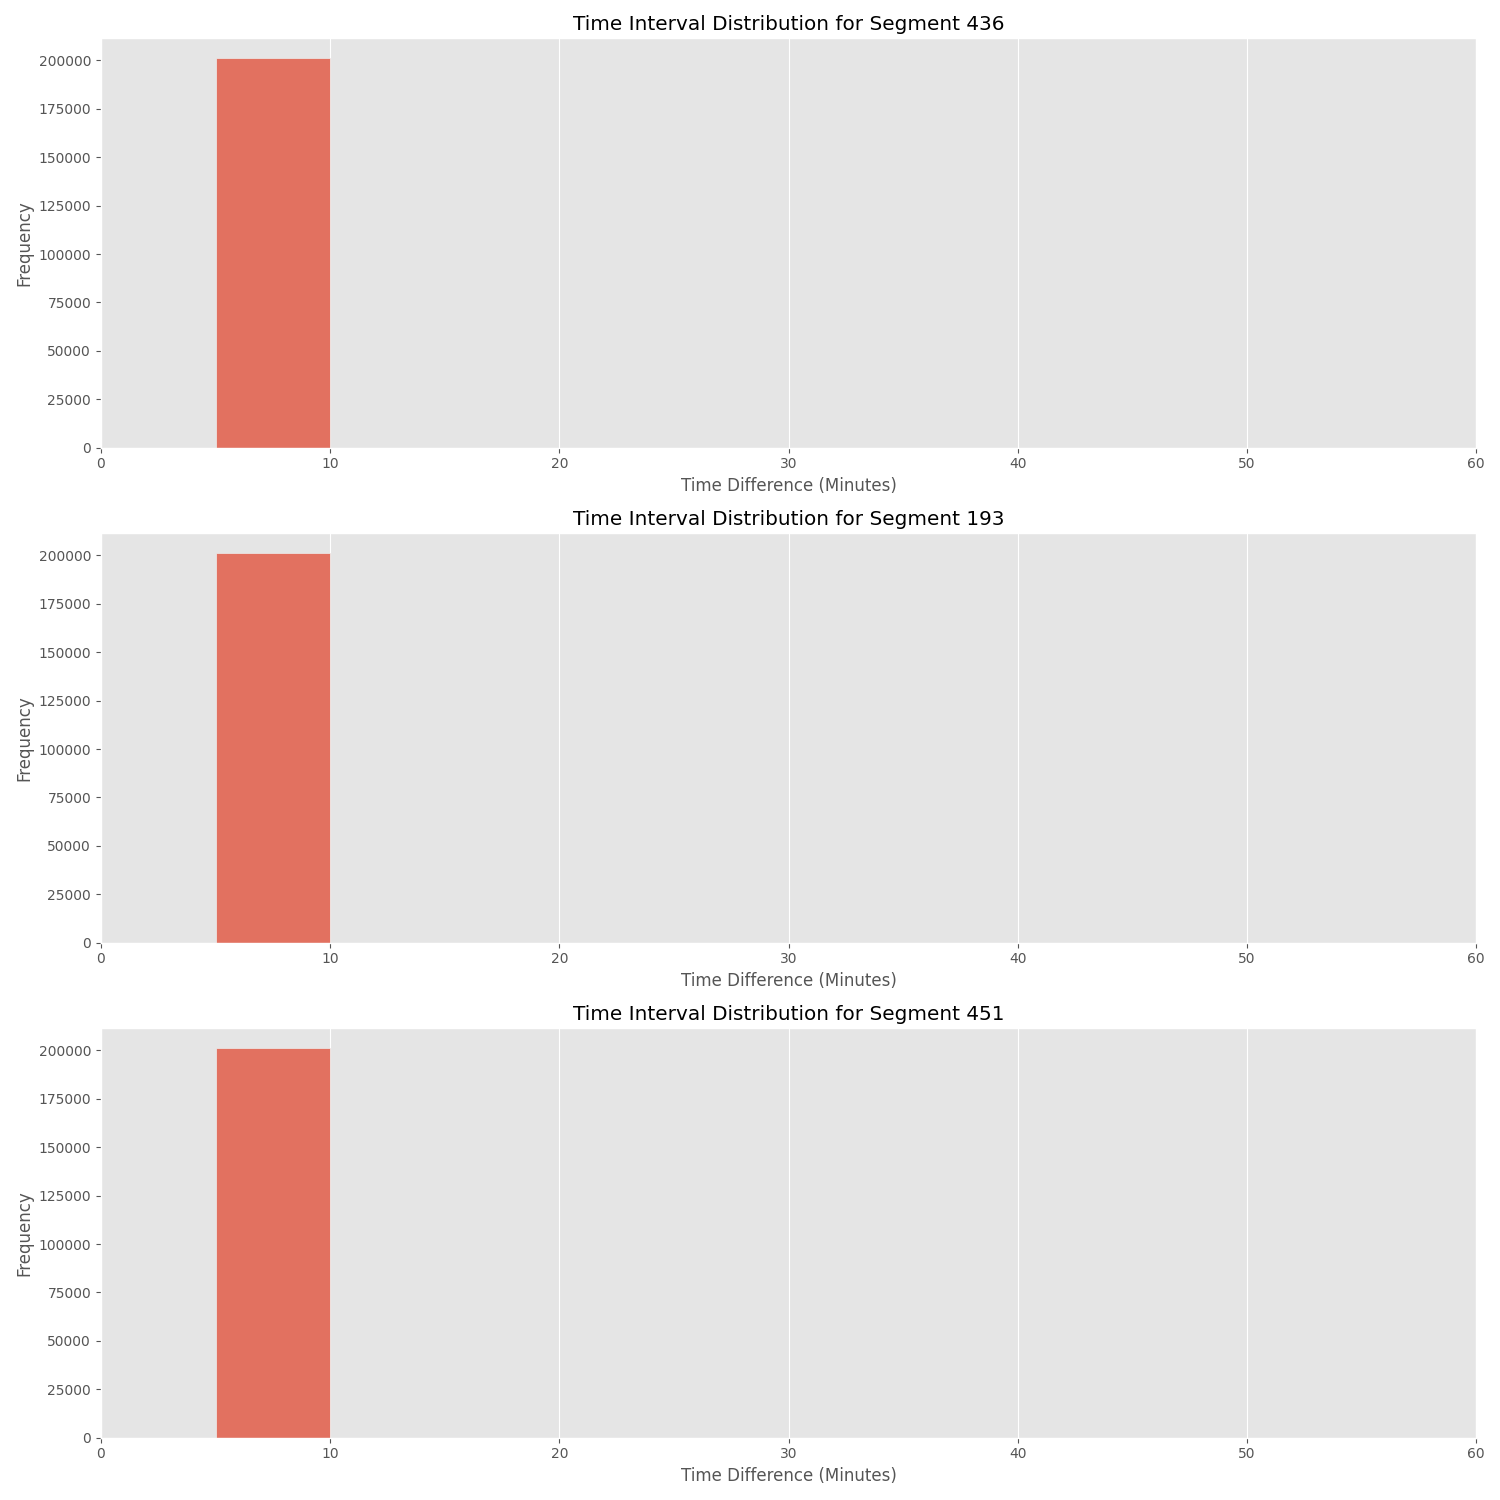 Time Interval Distribution for Segment 436
200000
175000
150000
125000
100000
75000
50000
25000
0
Frequency
0 10 20 30 40 50 60
Time Difference (Minutes)
Time Interval Distribution for Segment 193
200000
175000
150000
125000
100000
75000
50000
25000
0
Frequency
0 10 20 30 40 50 60
Time Difference (Minutes)
Time Interval Distribution for Segment 451
200000
175000
150000
125000
100000
75000
50000
25000
0
Frequency
0 10 20 30 40 50 60
Time Difference (Minutes)